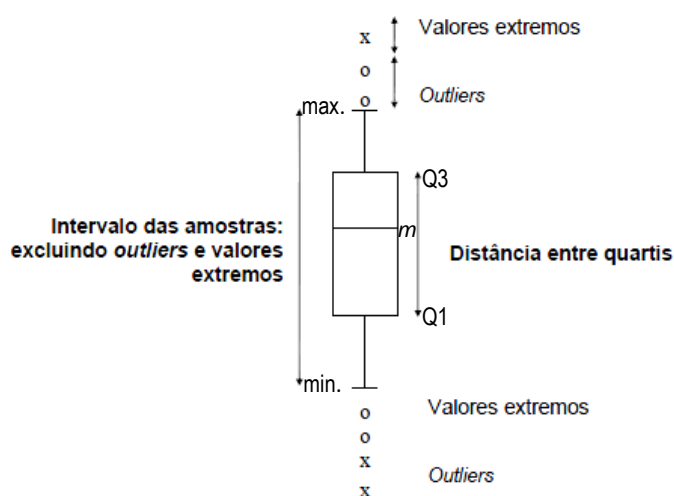 x
Valores extremos
o
o
Outliers
max.
Q3
m
Intervalo das amostras:
excluindo outliers e valores
extremos
Distância entre quartis
Q1
min.
o
Valores extremos
o
x
Outliers
x